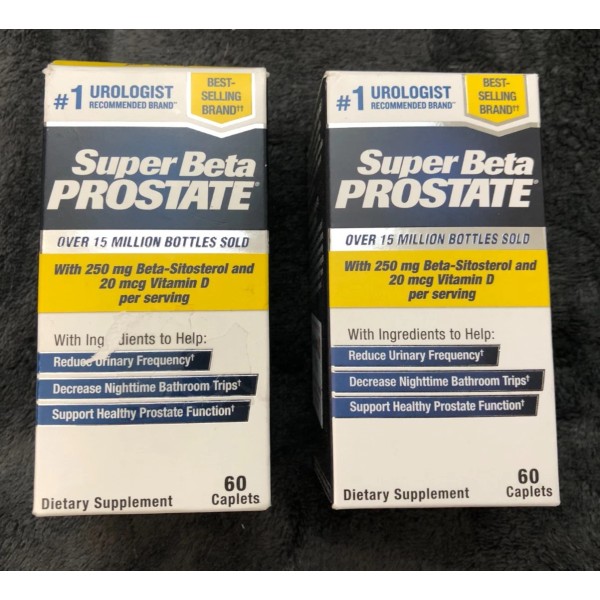 #1 UROLOGIST
RECOMMENDED BRAND™
BEST-
SELLING
BRAND††
Super Beta
PROSTATE®
OVER 15 MILLION BOTTLES SOLD
With 250 mg Beta-Sitosterol and
20 mcg Vitamin D
per serving
With Ing dients to Help:
Reduce Urinary Frequency†
Decrease Nighttime Bathroom Trips†
Support Healthy Prostate Function†
Dietary Supplement
60
Caplets
#1 UROLOGIST
RECOMMENDED BRAND™
BEST-
SELLING
BRAND††
Super Beta
PROSTATE®
OVER 15 MILLION BOTTLES SOLD
With 250 mg Beta-Sitosterol and
20 mcg Vitamin D
per serving
With Ingredients to Help:
Reduce Urinary Frequency†
Decrease Nighttime Bathroom Trips†
Support Healthy Prostate Function†
Dietary Supplement
60
Caplets